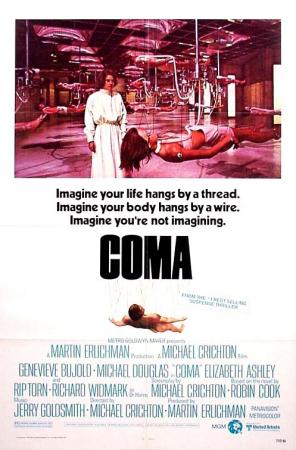 Imagine your life hangs by a thread.
Imagine your body hangs by a wire.
Imagine you're not imagining.
COMA
FROM THE #1 BEST SELLING
SUSPENSE THRILLER
METRO GOLDWYN MAYER presents
A MARTIN ERLICHMAN Production A MICHAEL CRICHTON Film
GENEVIEVE BUJOLD · MICHAEL DOUGLAS "COMA" ELIZABETH ASHLEY
RIP TORN and RICHARD WIDMARK Screenplay by MICHAEL CRICHTON Based on the novel by ROBIN COOK
Music JERRY GOLDSMITH Directed by MICHAEL CRICHTON Produced by MARTIN ERLICHMAN PANAVISION® METROCOLOR
MGM United Artists